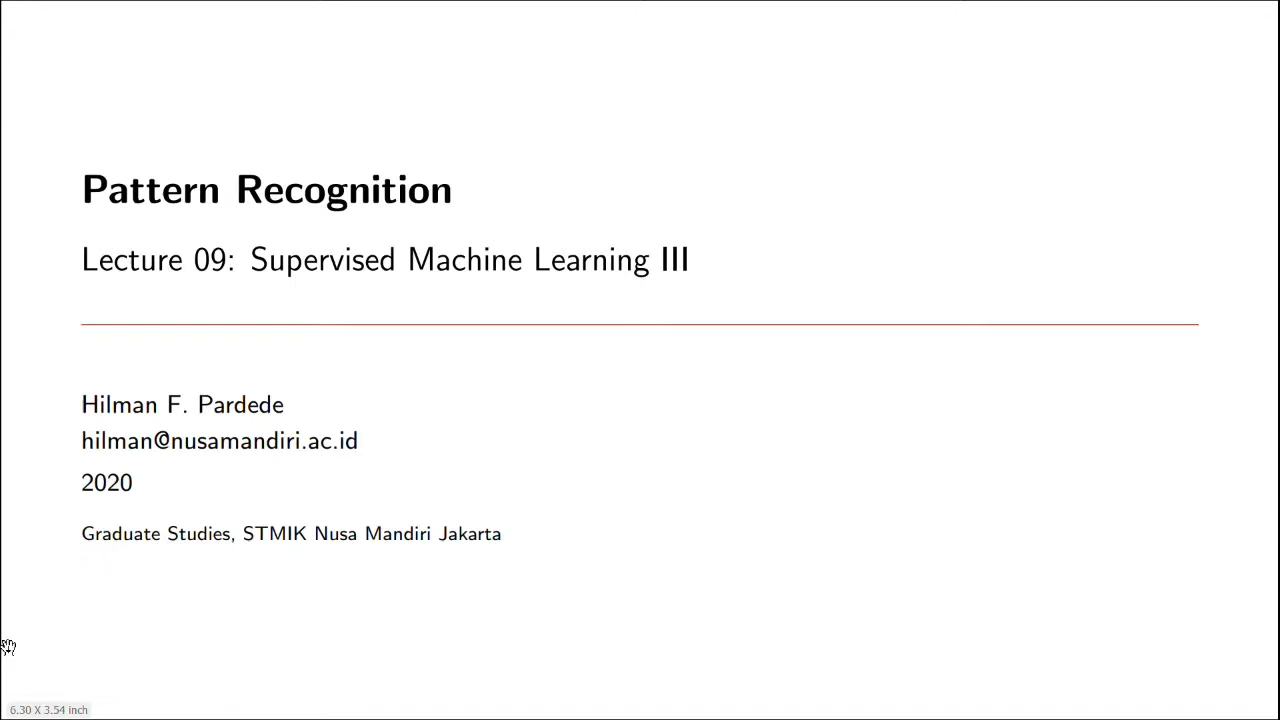 Pattern Recognition
Lecture 09: Supervised Machine Learning III
Hilman F. Pardede
hilman@nusamandiri.ac.id
2020
Graduate Studies, STMIK Nusa Mandiri Jakarta
6.30 X 3.54 inch